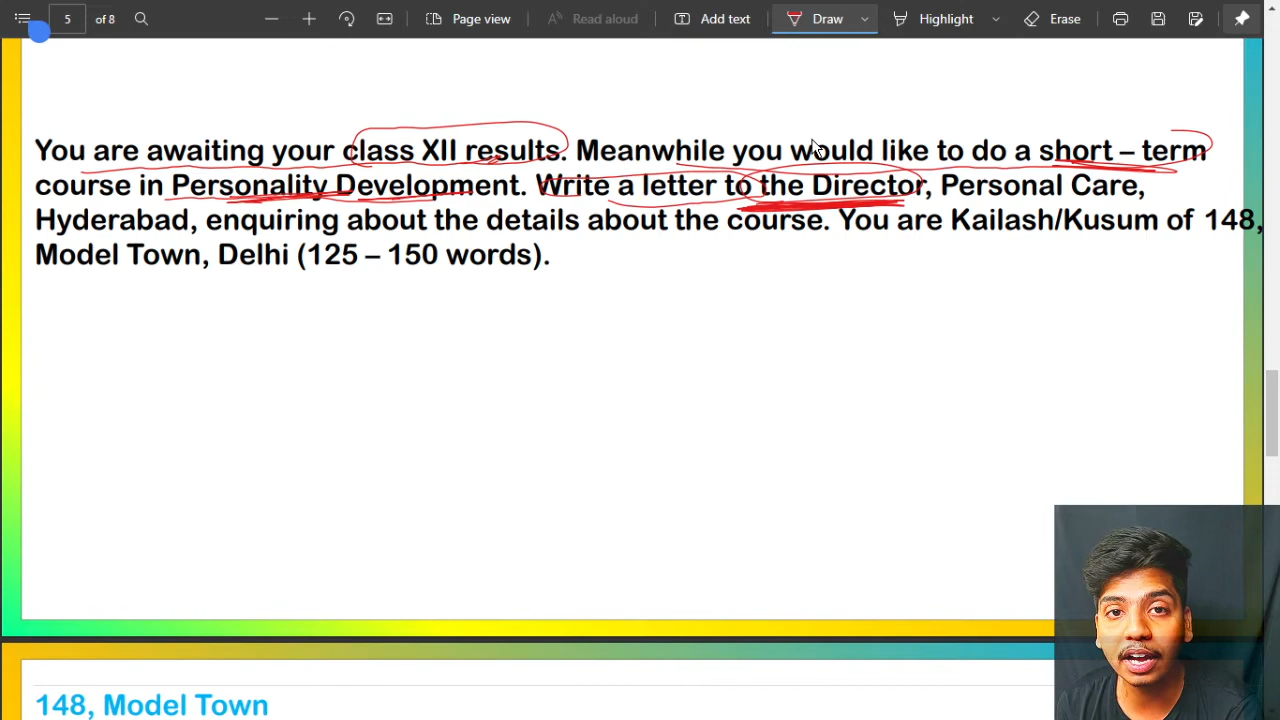 5 of 8 Page view Read aloud Add text Draw Highlight Erase
You are awaiting your class XII results. Meanwhile you would like to do a short – term
course in Personality Development. Write a letter to the Director, Personal Care,
Hyderabad, enquiring about the details about the course. You are Kailash/Kusum of 148,
Model Town, Delhi (125 – 150 words).
148, Model Town